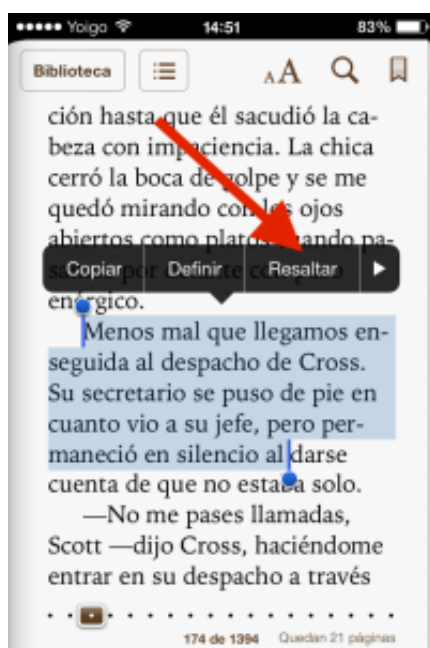 Yoigo 14:51 83%
Biblioteca AA
ción hasta que él sacudió la ca-
beza con impaciencia. La chica
cerró la boca de golpe y se me
quedó mirando con los ojos
abiertos como platos cuando pa-
Copiar Definir Resaltar
enérgico.
Menos mal que llegamos en-
seguida al despacho de Cross.
Su secretario se puso de pie en
cuanto vio a su jefe, pero per-
maneció en silencio al darse
cuenta de que no estaba solo.
—No me pases llamadas,
Scott —dijo Cross, haciéndome
entrar en su despacho a través
174 de 1394 Quedan 21 páginas